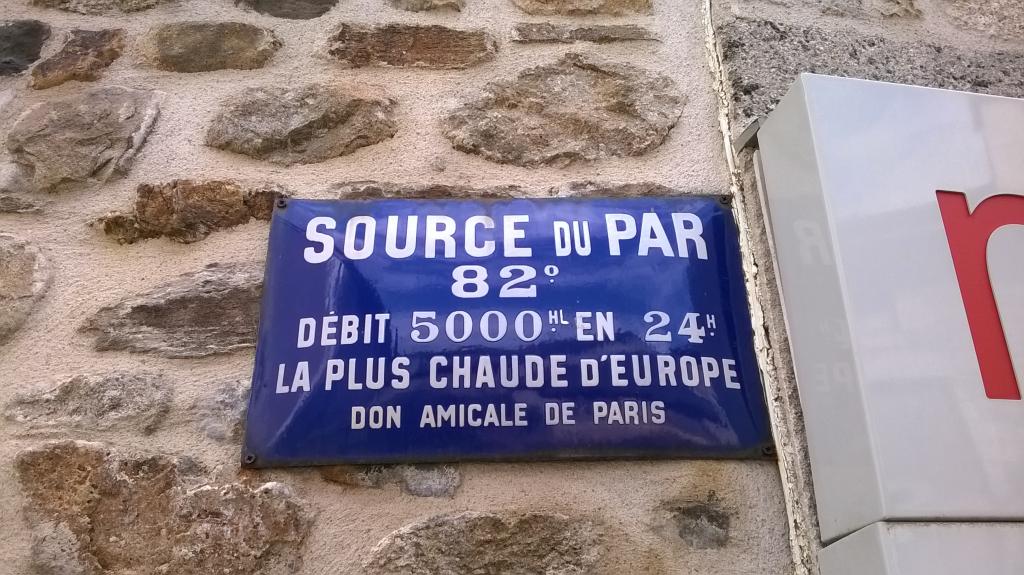 SOURCE DU PAR
82°
DÉBIT 5000 HL EN 24 H.
LA PLUS CHAUDE D'EUROPE
DON AMICALE DE PARIS